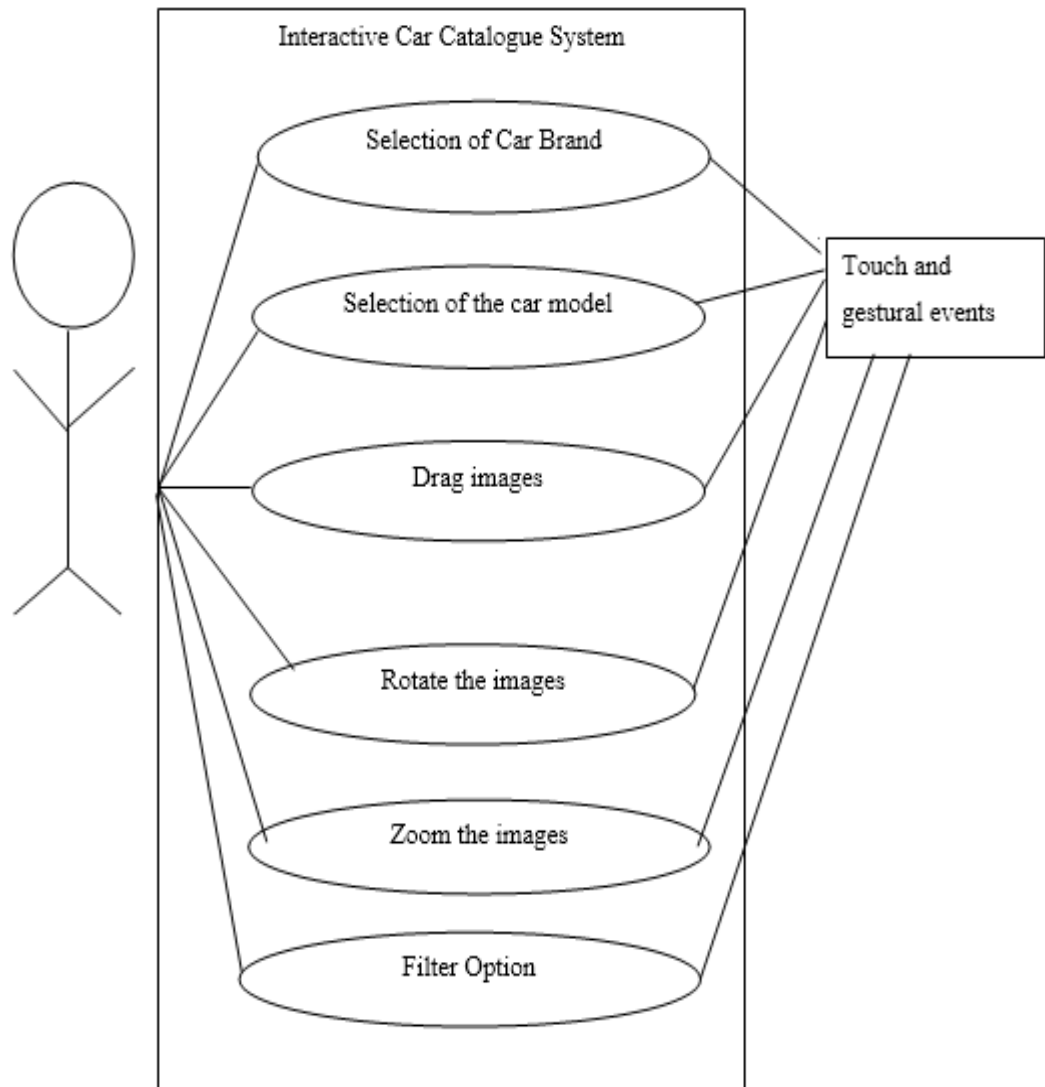 Interactive Car Catalogue System
Selection of Car Brand
Selection of the car model
Touch and
gestural events
Drag images
Rotate the images
Zoom the images
Filter Option